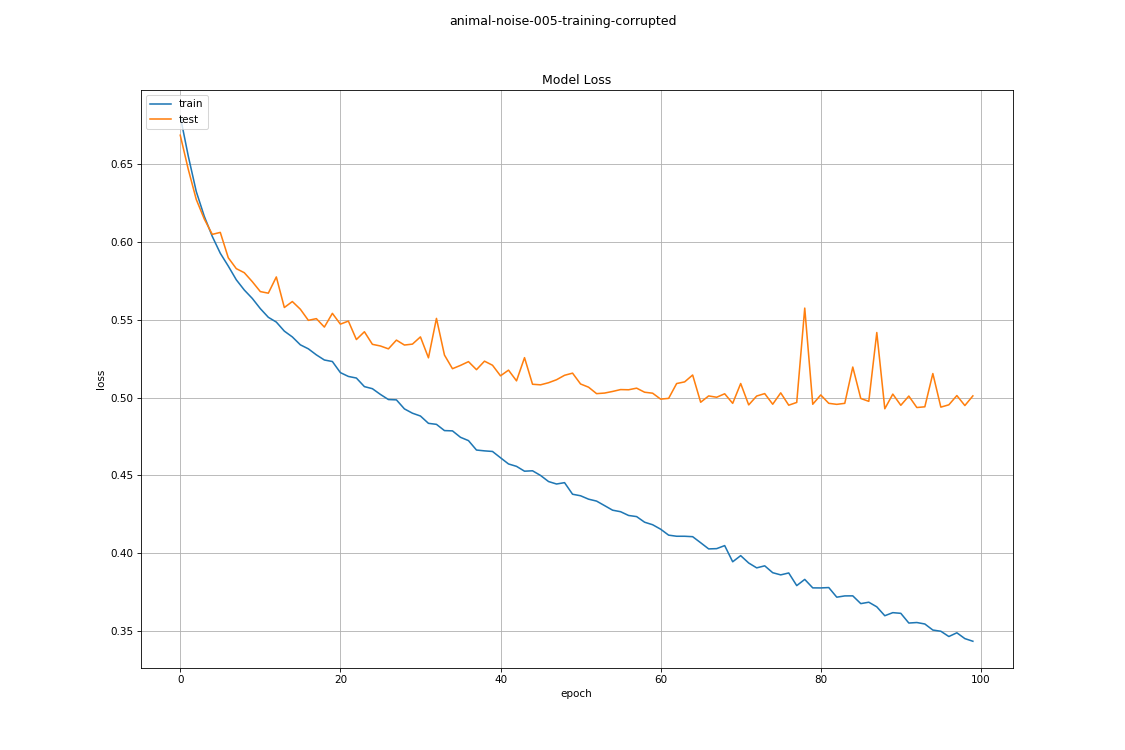 animal-noise-005-training-corrupted
Model Loss
train
test
0.65
0.60
0.55
0.50
0.45
0.40
0.35
loss
0 20 40 60 80 100
epoch